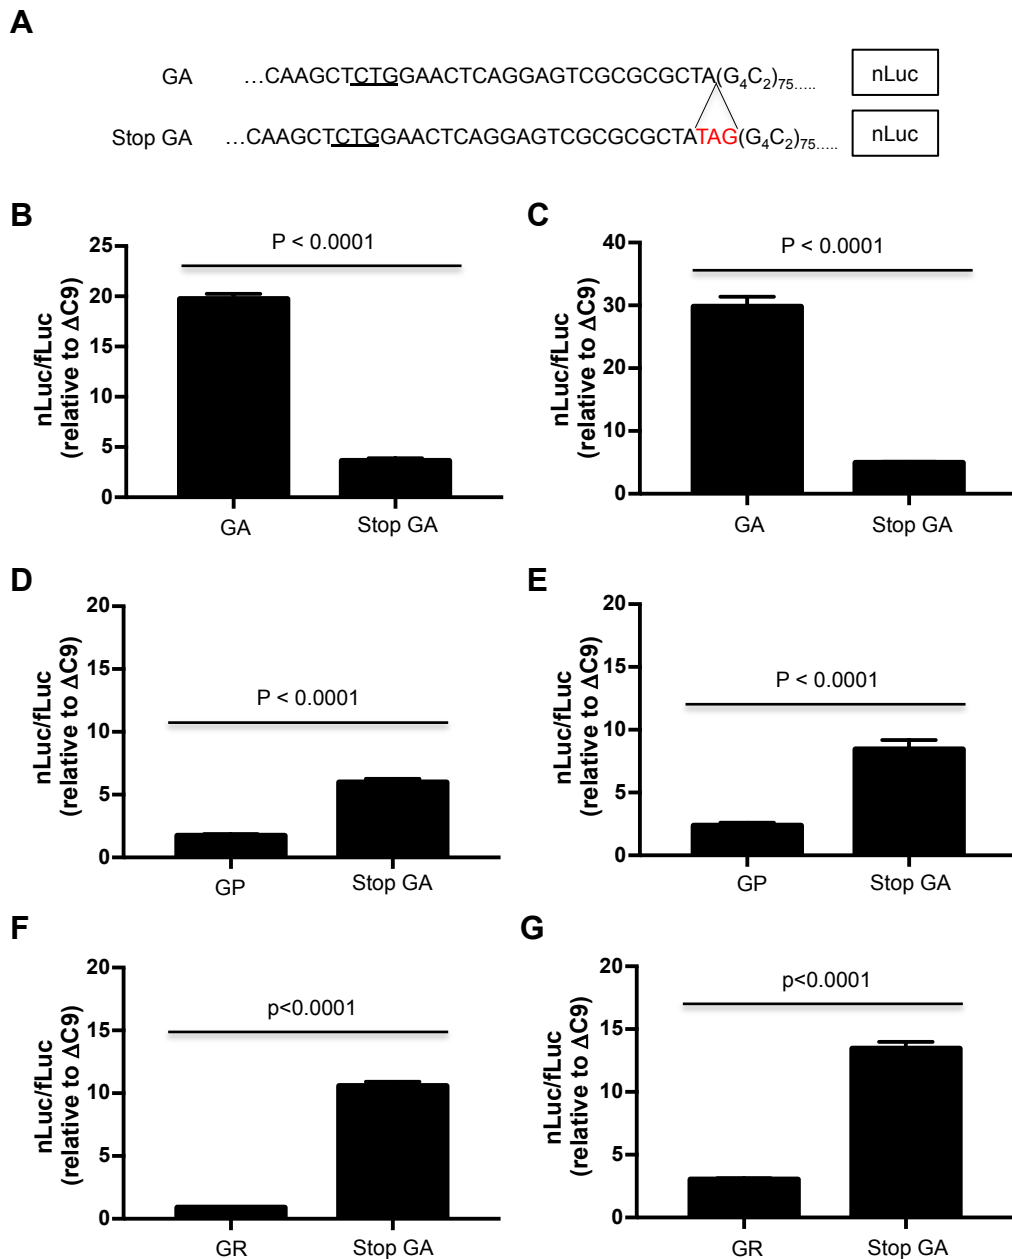 A
GA …CAAGCTCTGGAACTCAGGAGTCGCGCGCTA(G4C2)75..... nLuc
Stop GA …CAAGCTCTGGAACTCAGGAGTCGCGCGCTATAG(G4C2)75..... nLuc
B
nLuc/fLuc
(relative to ΔC9)
25
20
15
10
5
0
P < 0.0001
GA Stop GA
C
nLuc/fLuc
(relative to ΔC9)
40
30
20
10
0
P < 0.0001
GA Stop GA
D
nLuc/fLuc
(relative to ΔC9)
20
15
10
5
0
P < 0.0001
GP Stop GA
E
nLuc/fLuc
(relative to ΔC9)
20
15
10
5
0
P < 0.0001
GP Stop GA
F
nLuc/fLuc
(relative to ΔC9)
20
15
10
5
0
p<0.0001
GR Stop GA
G
nLuc/fLuc
(relative to ΔC9)
20
15
10
5
0
p<0.0001
GR Stop GA